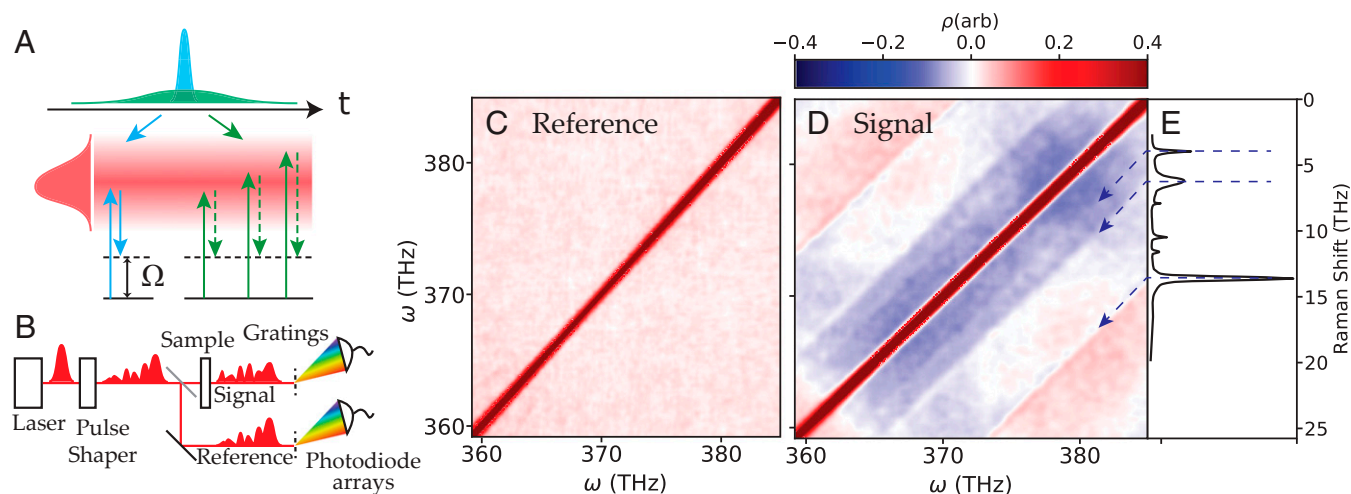 A
t
Ω
B
Sample
Gratings
Signal
Laser
Pulse
Shaper
Reference
Photodiode
arrays
C Reference
ω (THz)
380
370
360
360 370 380
ω (THz)
ρ(arb)
−0.4 −0.2 0.0 0.2 0.4
D Signal
360 370 380
ω (THz)
E
0
5
10
15
20
25
Raman Shift (THz)